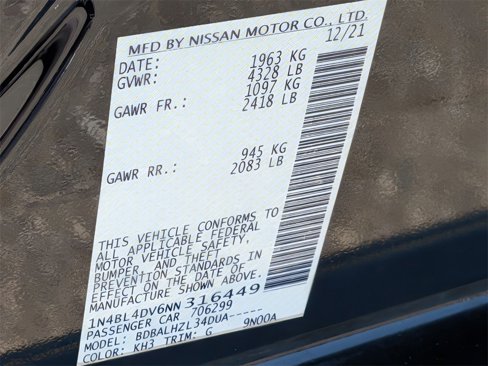 MFD BY NISSAN MOTOR CO., LTD.
DATE: 12/21
GVWR: 1963 KG
4328 LB
GAWR FR.: 1097 KG
2418 LB
GAWR RR.: 945 KG
2083 LB
THIS VEHICLE CONFORMS TO
ALL APPLICABLE FEDERAL
MOTOR VEHICLE SAFETY,
BUMPER, AND THEFT
PREVENTION STANDARDS IN
EFFECT ON THE DATE OF
MANUFACTURE SHOWN ABOVE.
1N4BL4DV6NN316449
PASSENGER CAR 706299
MODEL: BDBALHZL34DUA-----
COLOR: KH3 TRIM: G 9N00A